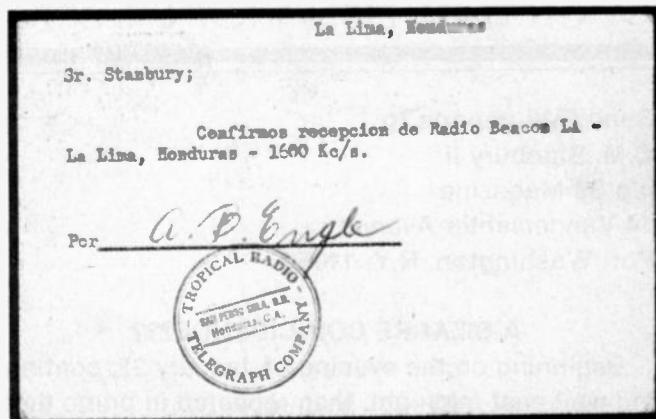 La Lima, Honduras
Sr. Stanbury;
Confirmos recepcion de Radio Beacon LA -
La Lima, Honduras - 1600 Kc/s.
Por A. D. Engle
TROPICAL RADIO -
SAN PEDRO SULA, R.H.
Honduras, C.A.
TELEGRAPH COMPANY